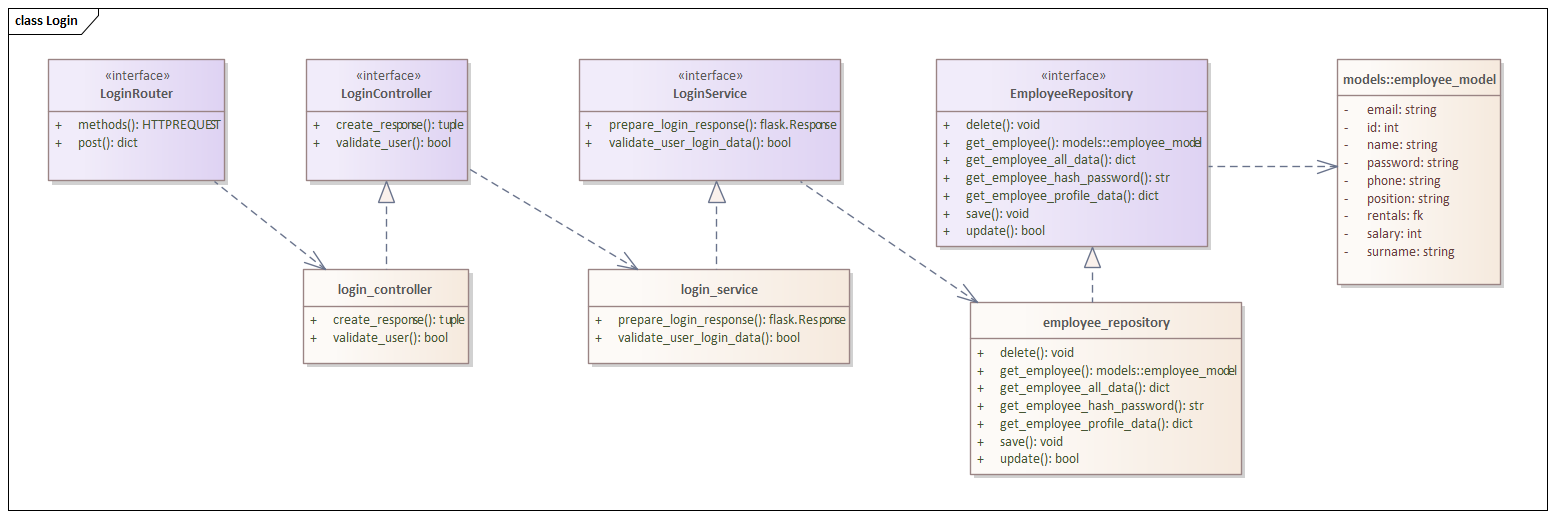 class Login
«interface»
LoginRouter
+ methods(): HTTPREQUEST
+ post(): dict
«interface»
LoginController
+ create_response(): tuple
+ validate_user(): bool
«interface»
LoginService
+ prepare_login_response(): flask.Response
+ validate_user_login_data(): bool
«interface»
EmployeeRepository
+ delete(): void
+ get_employee(): models::employee_model
+ get_employee_all_data(): dict
+ get_employee_hash_password(): str
+ get_employee_profile_data(): dict
+ save(): void
+ update(): bool
models::employee_model
- email: string
- id: int
- name: string
- password: string
- phone: string
- position: string
- rentals: fk
- salary: int
- surname: string
login_controller
+ create_response(): tuple
+ validate_user(): bool
login_service
+ prepare_login_response(): flask.Response
+ validate_user_login_data(): bool
employee_repository
+ delete(): void
+ get_employee(): models::employee_model
+ get_employee_all_data(): dict
+ get_employee_hash_password(): str
+ get_employee_profile_data(): dict
+ save(): void
+ update(): bool